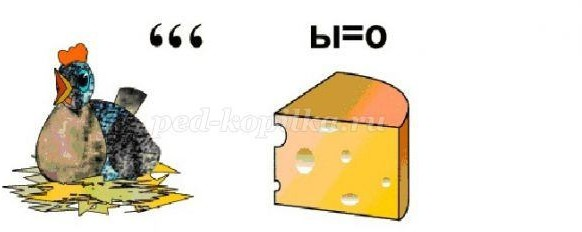 ‘‘‘ ы=о
ped-kopilka.ru